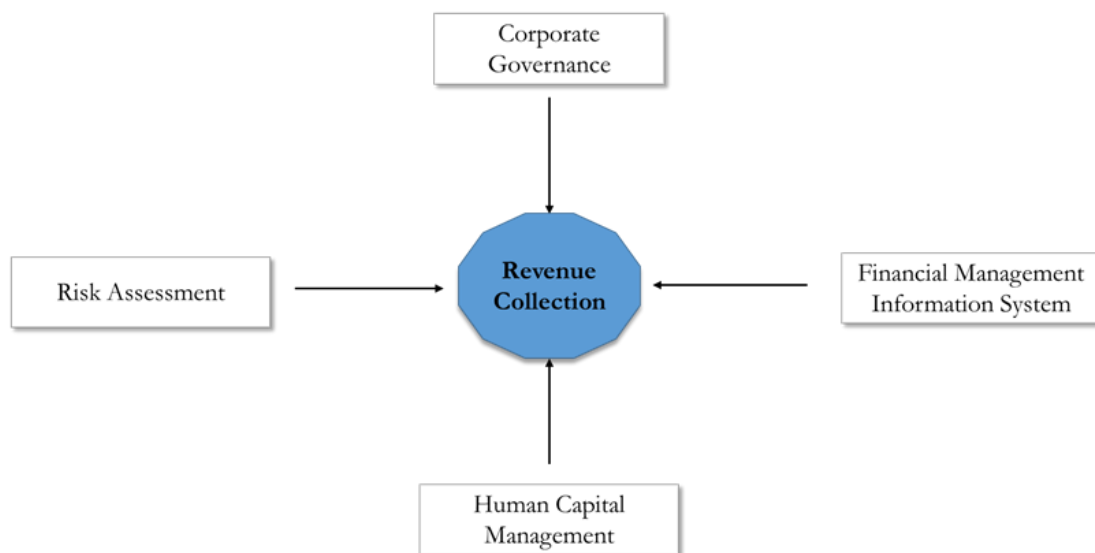 Corporate
Governance
Revenue
Collection
Risk Assessment
Financial Management
Information System
Human Capital
Management